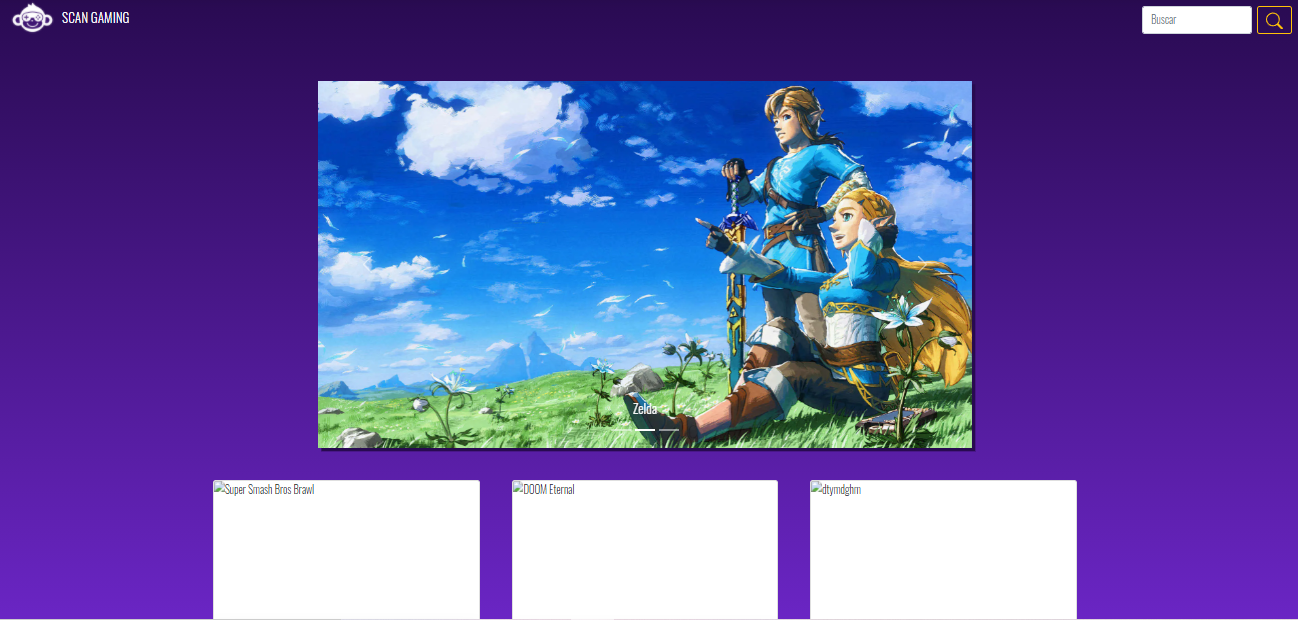 SCAN GAMING
Buscar
Zelda
Super Smash Bros Brawl
DOOM Eternal
dtymdghm